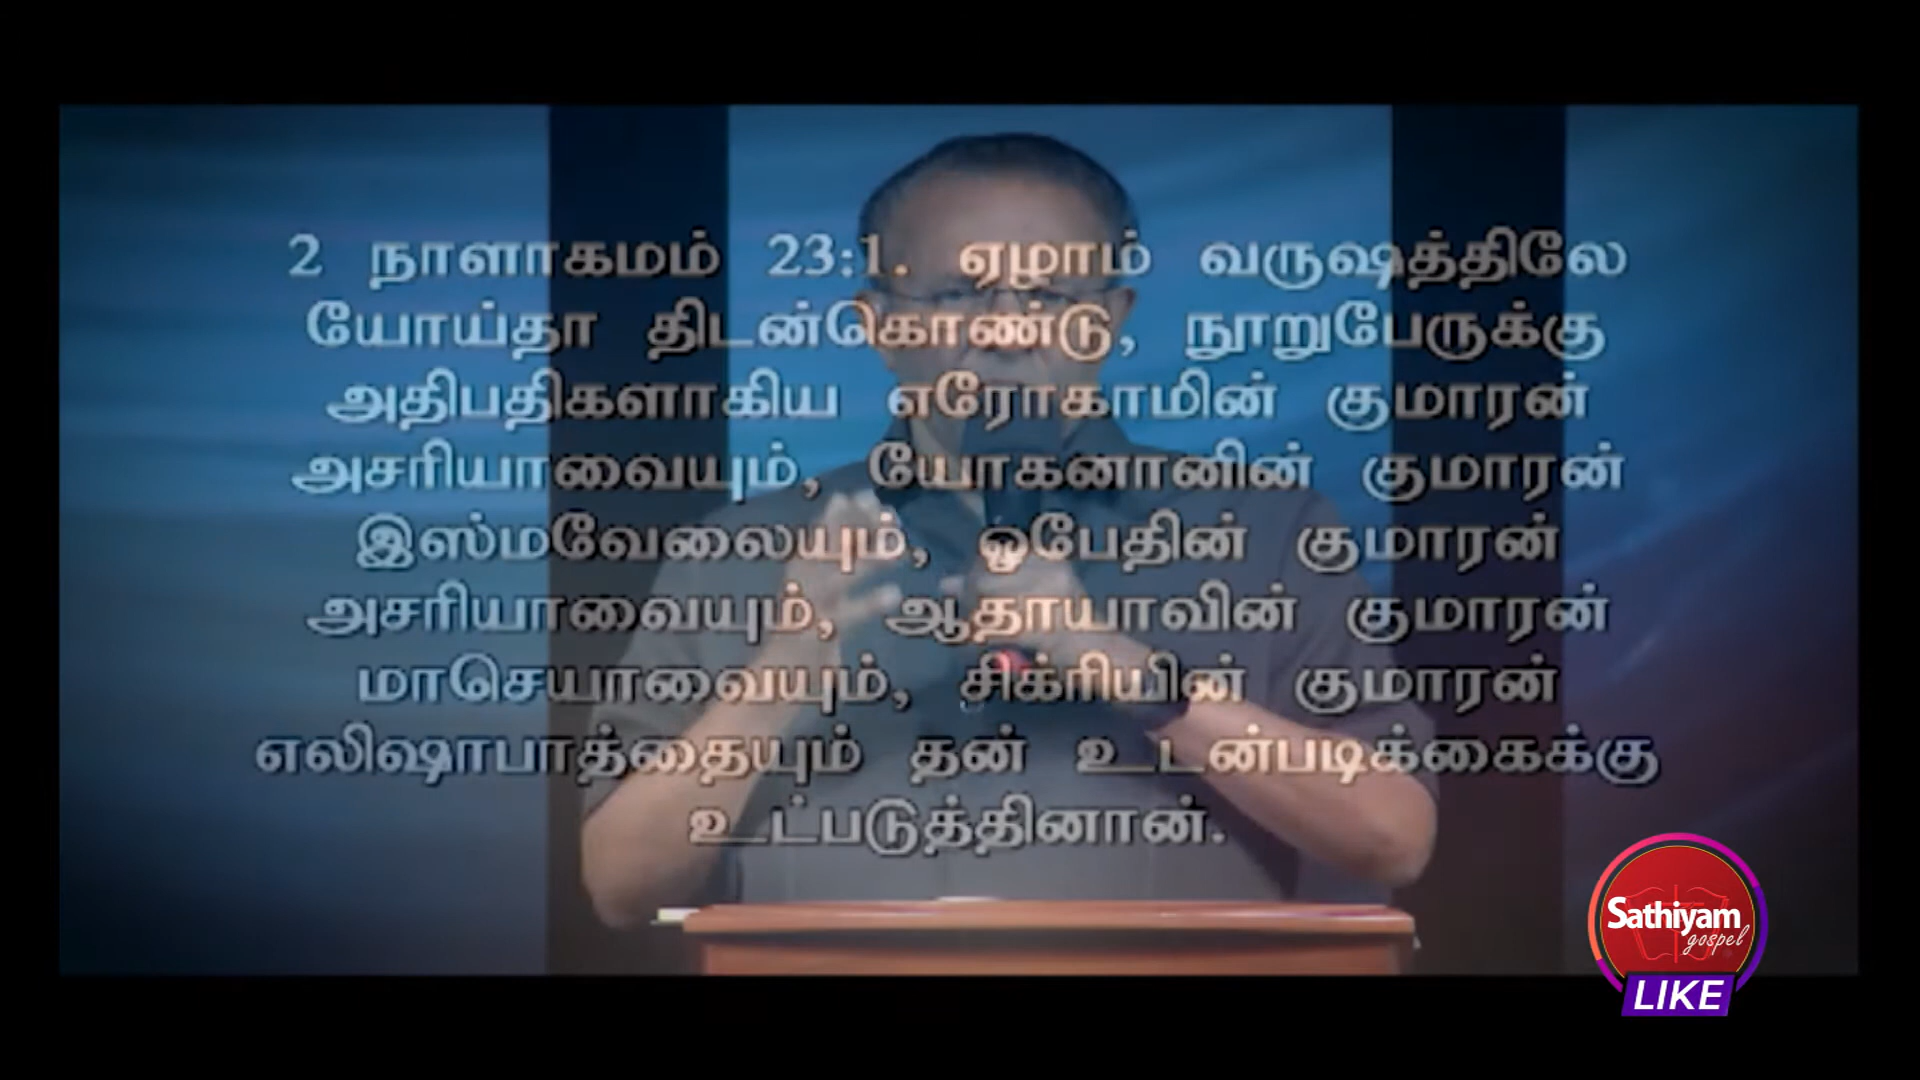 2 நாளாகமம் 23:1. ஏழாம் வருஷத்திலே
யோய்தா திடன்கொண்டு, நூறுபேருக்கு
அதிபதிகளாகிய எரோகாமின் குமாரன்
அசரியாவையும், யோகனானின் குமாரன்
இஸ்மவேலையும், ஓபேதின் குமாரன்
அசரியாவையும், ஆதாயாவின் குமாரன்
மாசெயாவையும், சிக்ரியின் குமாரன்
எலிஷாபாத்தையும் தன் உடன்படிக்கைக்கு
உட்படுத்தினான்.
Sathiyam
gospel
LIKE